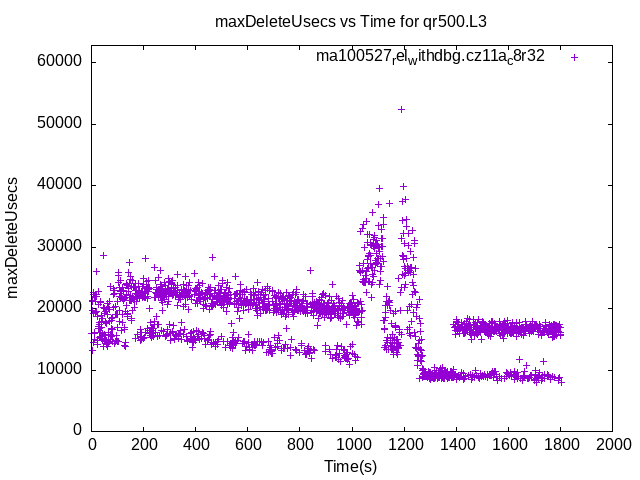 maxDeleteUsecs vs Time for qr500.L3
ma100527relwithdbg.cz11ac8r32
maxDeleteUsecs
60000
50000
40000
30000
20000
10000
0
0 200 400 600 800 1000 1200 1400 1600 1800 2000
Time(s)